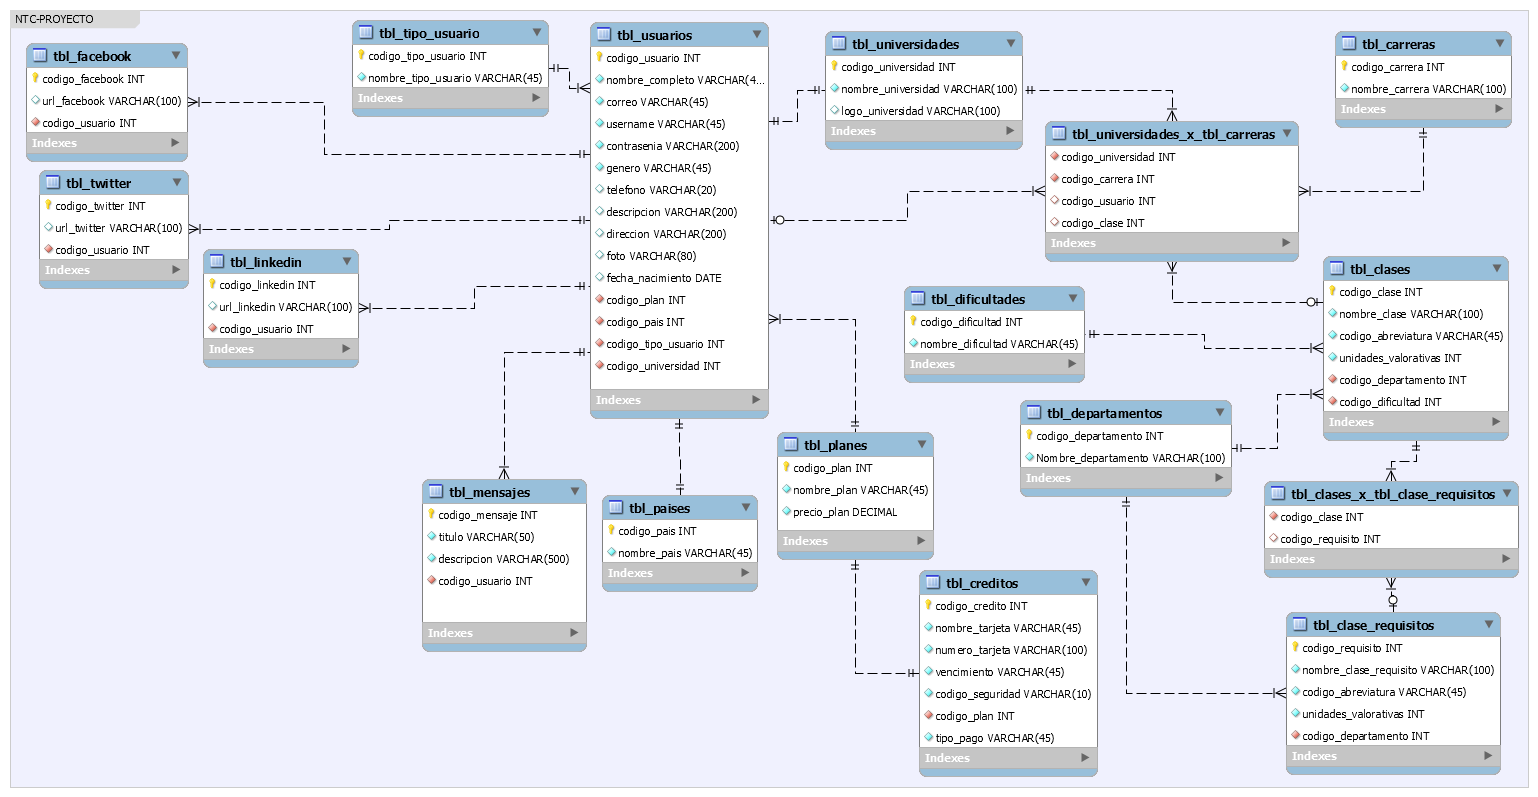 NTC-PROYECTO
tbl_facebook
codigo_facebook INT
url_facebook VARCHAR(100)
codigo_usuario INT
Indexes
tbl_twitter
codigo_twitter INT
url_twitter VARCHAR(100)
codigo_usuario INT
Indexes
tbl_linkedin
codigo_linkedin INT
url_linkedin VARCHAR(100)
codigo_usuario INT
Indexes
tbl_tipo_usuario
codigo_tipo_usuario INT
nombre_tipo_usuario VARCHAR(45)
Indexes
tbl_usuarios
codigo_usuario INT
nombre_completo VARCHAR(4...
correo VARCHAR(45)
username VARCHAR(45)
contrasenia VARCHAR(200)
genero VARCHAR(45)
telefono VARCHAR(20)
descripcion VARCHAR(200)
direccion VARCHAR(200)
foto VARCHAR(80)
fecha_nacimiento DATE
codigo_plan INT
codigo_pais INT
codigo_tipo_usuario INT
codigo_universidad INT
Indexes
tbl_mensajes
codigo_mensaje INT
titulo VARCHAR(50)
descripcion VARCHAR(500)
codigo_usuario INT
Indexes
tbl_paises
codigo_pais INT
nombre_pais VARCHAR(45)
Indexes
tbl_planes
codigo_plan INT
nombre_plan VARCHAR(45)
precio_plan DECIMAL
Indexes
tbl_creditos
codigo_credito INT
nombre_tarjeta VARCHAR(45)
numero_tarjeta VARCHAR(100)
vencimiento VARCHAR(45)
codigo_seguridad VARCHAR(10)
codigo_plan INT
tipo_pago VARCHAR(45)
Indexes
tbl_universidades
codigo_universidad INT
nombre_universidad VARCHAR(100)
logo_universidad VARCHAR(100)
Indexes
tbl_carreras
codigo_carrera INT
nombre_carrera VARCHAR(100)
Indexes
tbl_universidades_x_tbl_carreras
codigo_universidad INT
codigo_carrera INT
codigo_usuario INT
codigo_clase INT
Indexes
tbl_dificultades
codigo_dificultad INT
nombre_dificultad VARCHAR(45)
Indexes
tbl_clases
codigo_clase INT
nombre_clase VARCHAR(100)
codigo_abreviatura VARCHAR(45)
unidades_valorativas INT
codigo_departamento INT
codigo_dificultad INT
Indexes
tbl_departamentos
codigo_departamento INT
Nombre_departamento VARCHAR(100)
Indexes
tbl_clases_x_tbl_clase_requisitos
codigo_clase INT
codigo_requisito INT
Indexes
tbl_clase_requisitos
codigo_requisito INT
nombre_clase_requisito VARCHAR(100)
codigo_abreviatura VARCHAR(45)
unidades_valorativas INT
codigo_departamento INT
Indexes